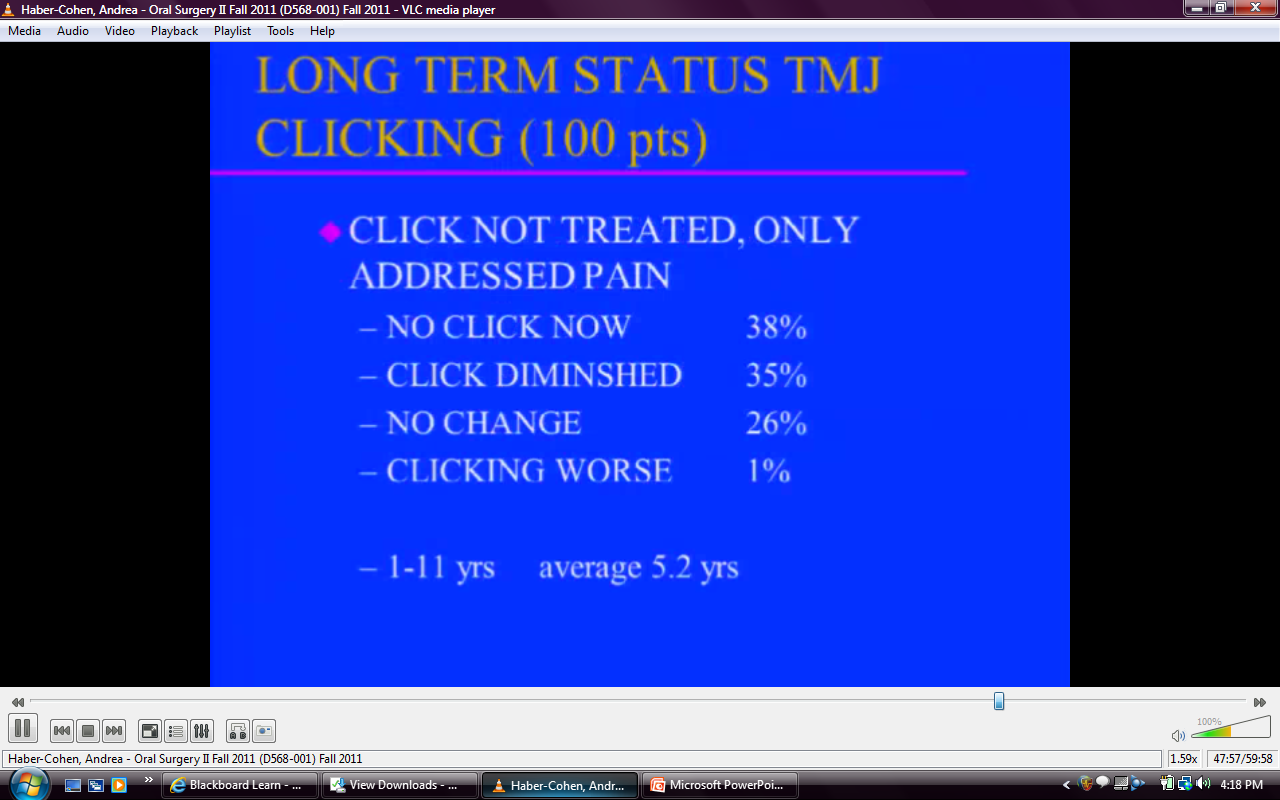 Haber-Cohen, Andrea - Oral Surgery II Fall 2011 (D568-001) Fall 2011 - VLC media player
Media Audio Video Playback Playlist Tools Help
LONG TERM STATUS TMJ
CLICKING (100 pts)
CLICK NOT TREATED, ONLY
ADDRESSED PAIN
– NO CLICK NOW 38%
– CLICK DIMINSHED 35%
– NO CHANGE 26%
– CLICKING WORSE 1%
– 1-11 yrs average 5.2 yrs
100%
Haber-Cohen, Andrea - Oral Surgery II Fall 2011 (D568-001) Fall 2011 1.59x 47:57/59:58
Blackboard Learn - ... View Downloads - ... Haber-Cohen, Andr... Microsoft PowerPoi... 4:18 PM